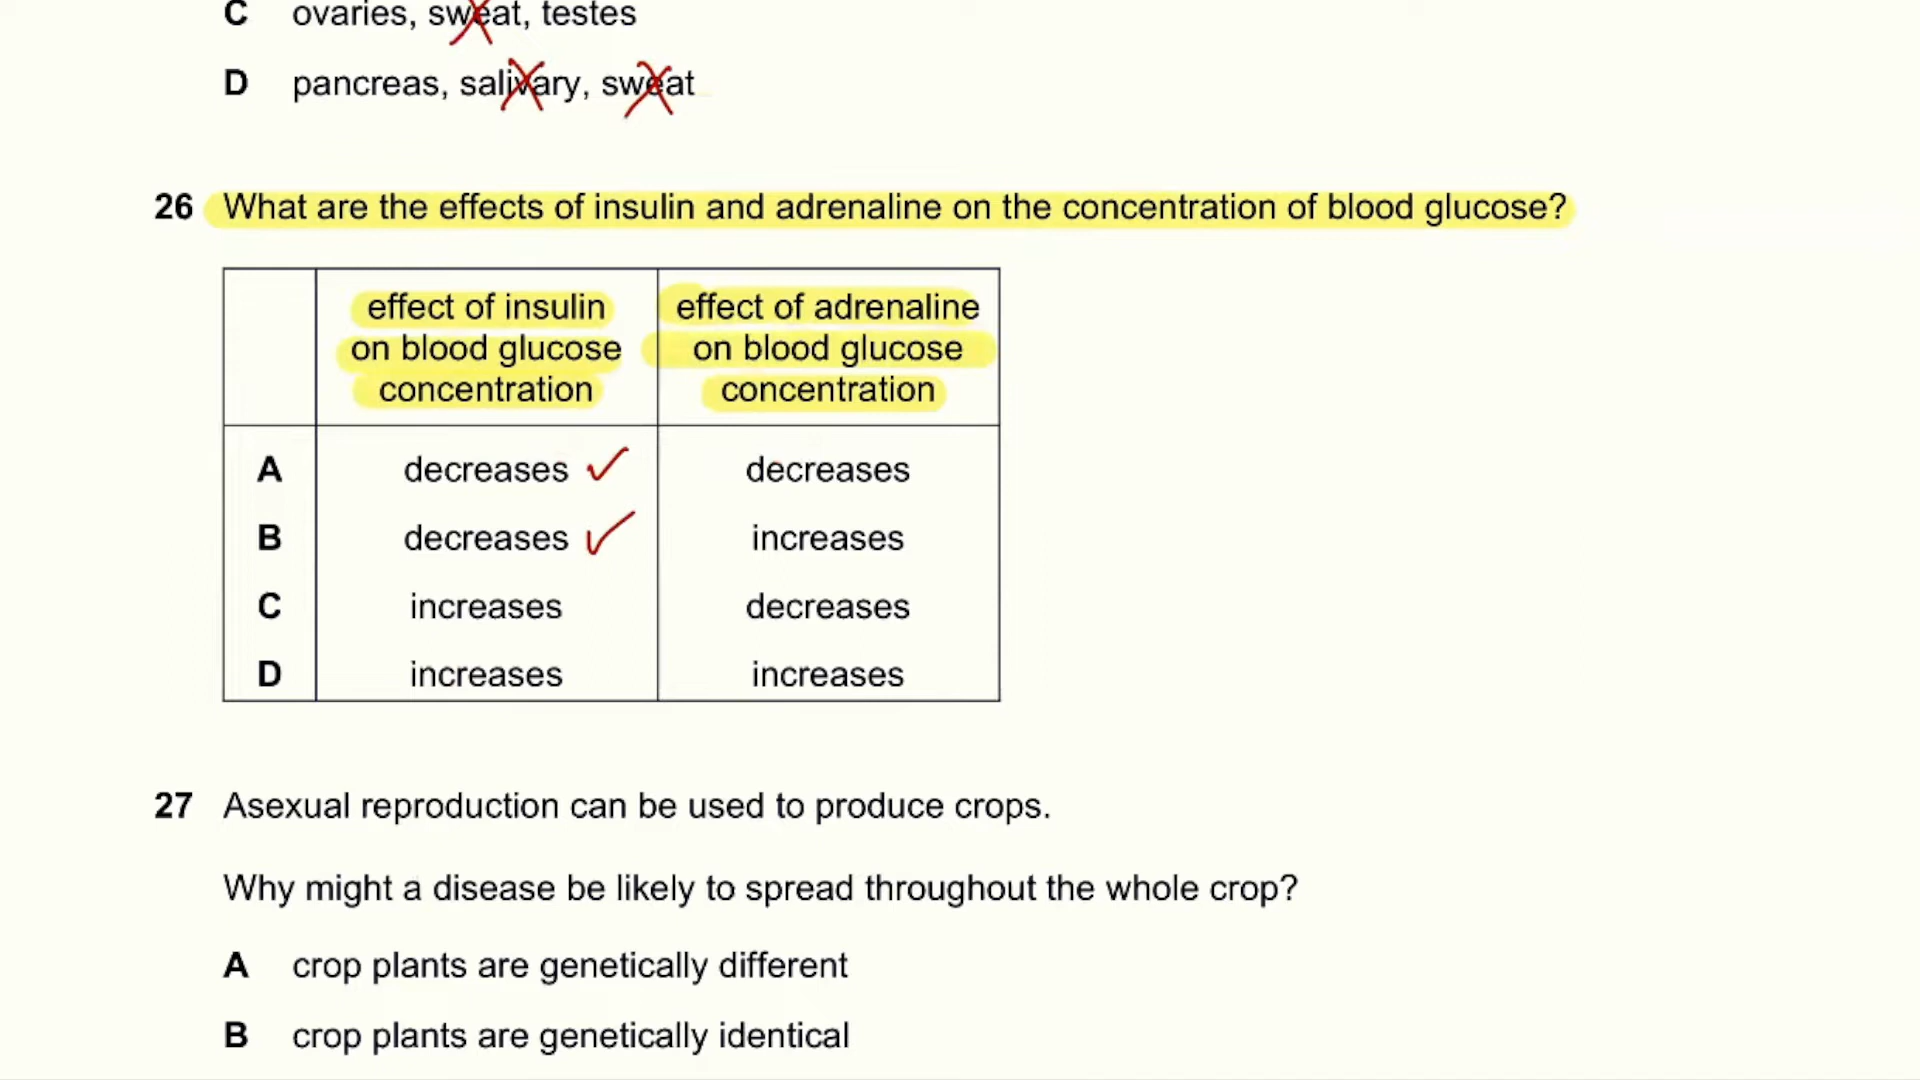 C ovaries, sweat, testes
D pancreas, salivary, sweat
26 What are the effects of insulin and adrenaline on the concentration of blood glucose?
effect of insulin on blood glucose concentration
effect of adrenaline on blood glucose concentration
A decreases ✓ decreases
B decreases ✓ increases
C increases decreases
D increases increases
27 Asexual reproduction can be used to produce crops.
Why might a disease be likely to spread throughout the whole crop?
A crop plants are genetically different
B crop plants are genetically identical